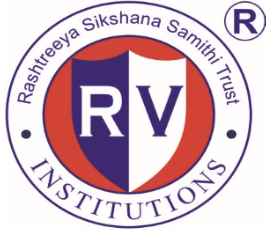 Rashtreeya Sikshana Samithi Trust
®
RV
• INSTITUTIONS •